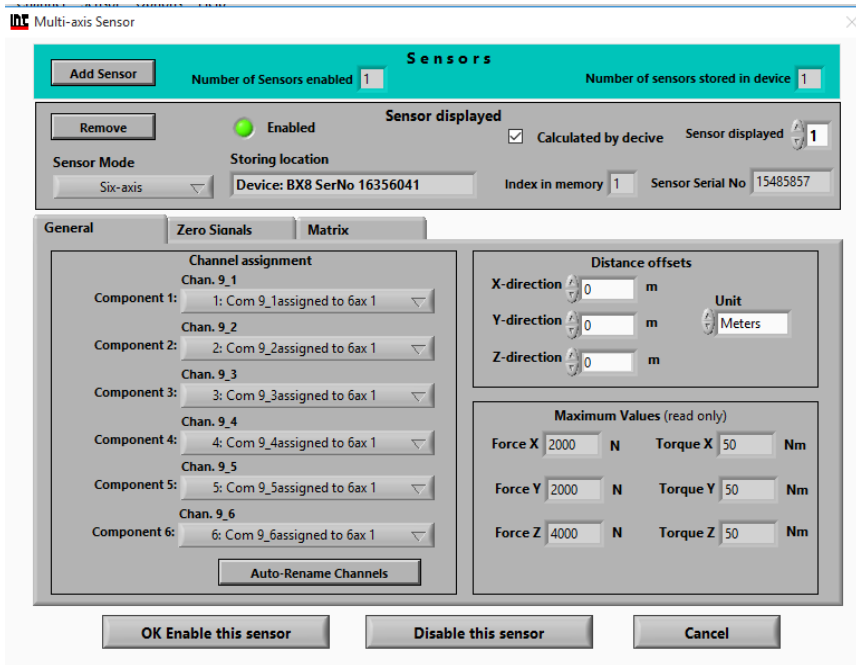 Multi-axis Sensor
Sensors
Add Sensor
Number of Sensors enabled 1
Number of sensors stored in device 1
Sensor displayed
Remove
Enabled
Calculated by decive
Sensor displayed 1
Sensor Mode
Storing location
Six-axis
Device: BX8 SerNo 16356041
Index in memory 1
Sensor Serial No 15485857
General
Zero Signals
Matrix
Channel assignment
Chan. 9_1
Component 1: 1: Com 9_1assigned to 6ax 1
Chan. 9_2
Component 2: 2: Com 9_2assigned to 6ax 1
Chan. 9_3
Component 3: 3: Com 9_3assigned to 6ax 1
Chan. 9_4
Component 4: 4: Com 9_4assigned to 6ax 1
Chan. 9_5
Component 5: 5: Com 9_5assigned to 6ax 1
Chan. 9_6
Component 6: 6: Com 9_6assigned to 6ax 1
Auto-Rename Channels
Distance offsets
X-direction 0 m
Unit
Y-direction 0 m
Meters
Z-direction 0 m
Maximum Values (read only)
Force X 2000 N Torque X 50 Nm
Force Y 2000 N Torque Y 50 Nm
Force Z 4000 N Torque Z 50 Nm
OK Enable this sensor
Disable this sensor
Cancel